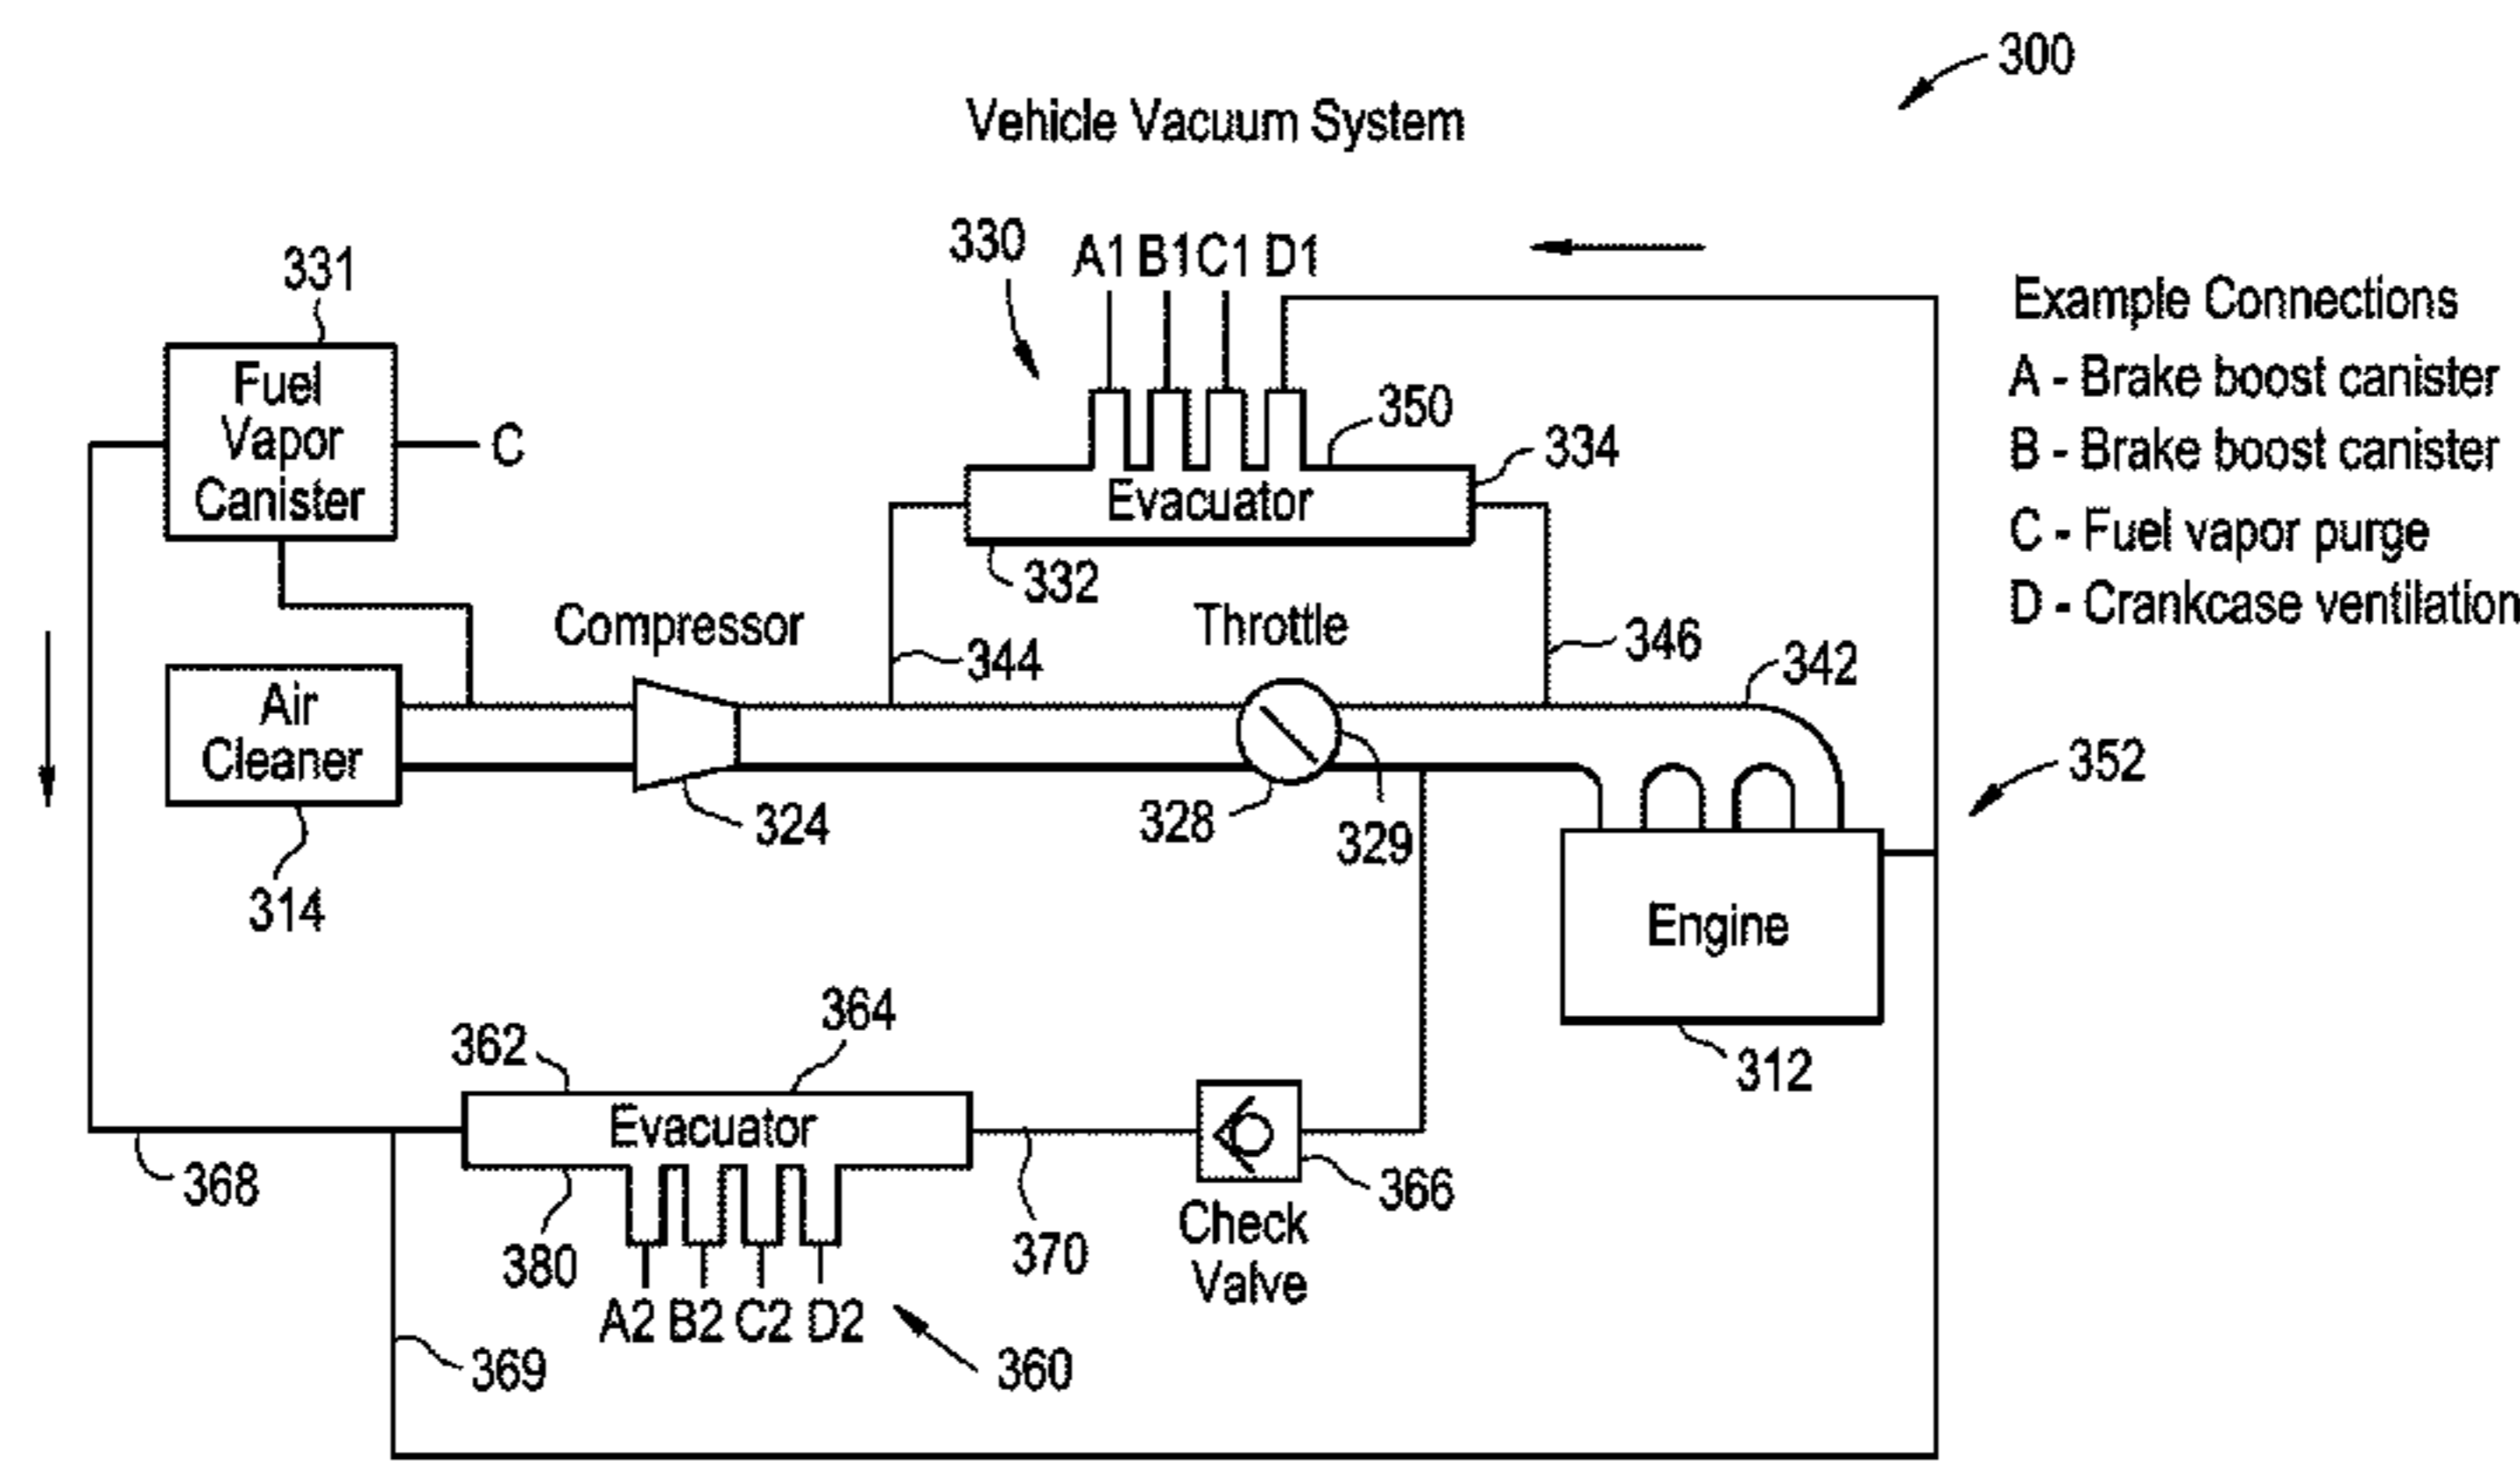 300
Vehicle Vacuum System
330
A1 B1 C1 D1
331
Fuel
Vapor
Canister
C
350
334
Evacuator
332
Example Connections
A - Brake boost canister
B - Brake boost canister
C - Fuel vapor purge
D - Crankcase ventilation
Compressor
Throttle
344
346
342
Air
Cleaner
324
328
329
352
314
Engine
312
362
364
Evacuator
368
380
370
366
Check
Valve
A2 B2 C2 D2
369
360